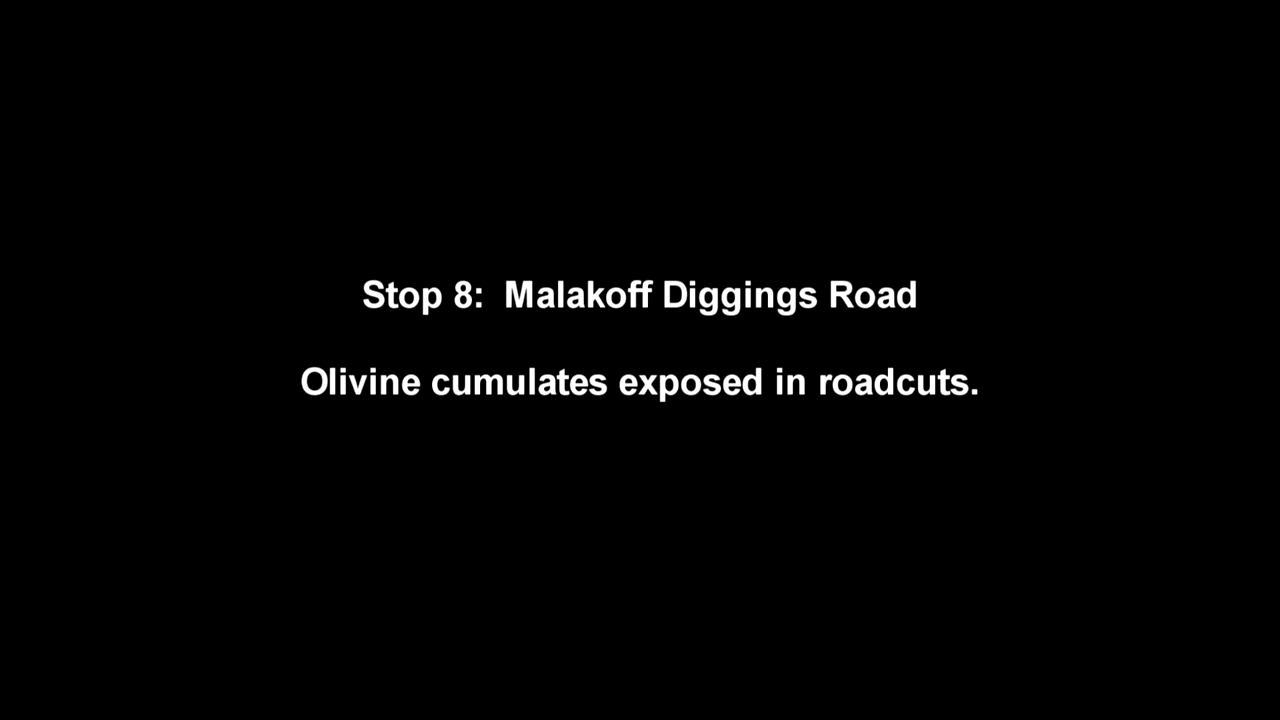 Stop 8:  Malakoff Diggings Road
Olivine cumulates exposed in roadcuts.